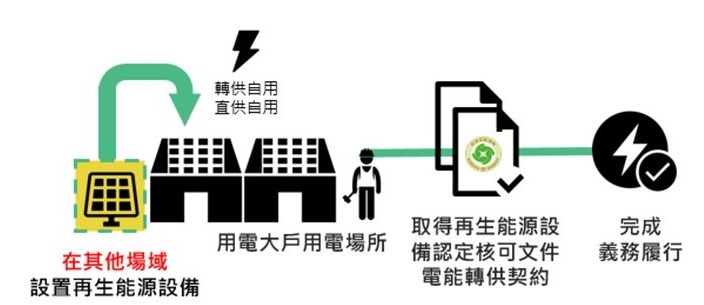 轉供自用
直供自用
在其他場域
設置再生能源設備
用電大戶用電場所
取得再生能源設
備認定核可文件
電能轉供契約
完成
義務履行